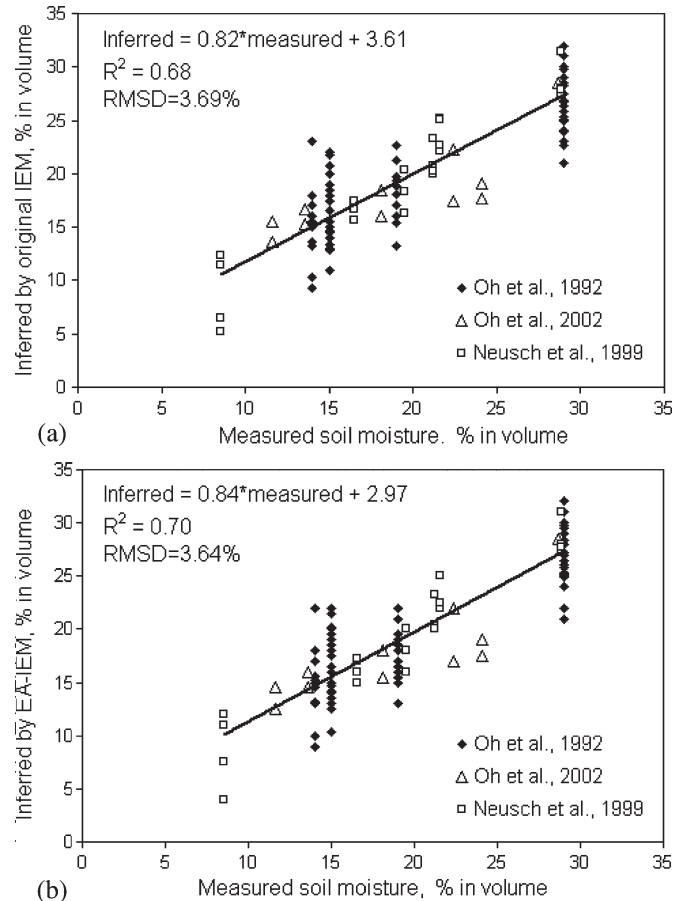 35
30
25
20
15
10
5
0
Inferred by original IEM, % in volume
Inferred = 0.82*measured + 3.61
R² = 0.68
RMSD=3.69%
Oh et al., 1992
Oh et al., 2002
Neusch et al., 1999
0 5 10 15 20 25 30 35
(a) Measured soil moisture. % in volume
35
30
25
20
15
10
5
0
Inferred by EA-IEM, % in volume
Inferred = 0.84*measured + 2.97
R² = 0.70
RMSD=3.64%
Oh et al., 1992
Oh et al., 2002
Neusch et al., 1999
0 5 10 15 20 25 30 35
(b) Measured soil moisture, % in volume